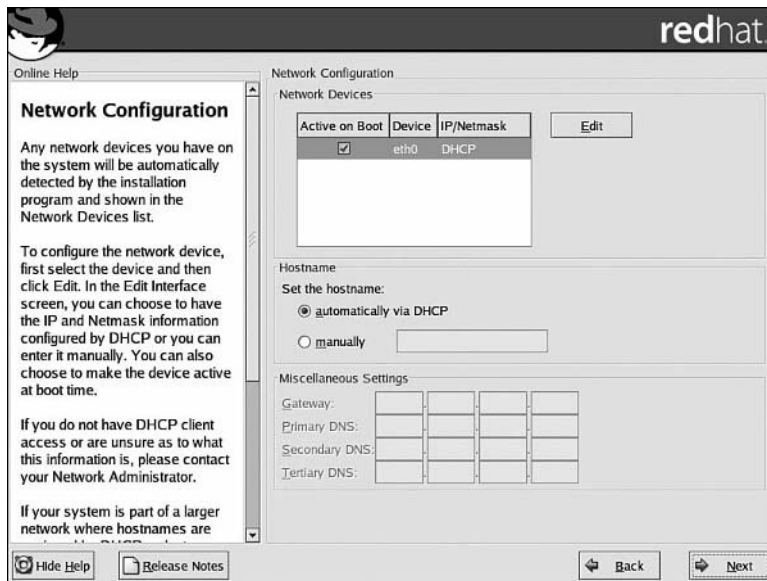 redhat.
Online Help
Network Configuration
Any network devices you have on
the system will be automatically
detected by the installation
program and shown in the
Network Devices list.
To configure the network device,
first select the device and then
click Edit. In the Edit Interface
screen, you can choose to have
the IP and Netmask information
configured by DHCP or you can
enter it manually. You can also
choose to make the device active
at boot time.
If you do not have DHCP client
access or are unsure as to what
this information is, please contact
your Network Administrator.
If your system is part of a larger
network where hostnames are
Network Configuration
Network Devices
Active on Boot Device IP/Netmask
eth0 DHCP
Edit
Hostname
Set the hostname:
automatically via DHCP
manually
Miscellaneous Settings
Gateway:
Primary DNS:
Secondary DNS:
Tertiary DNS:
Hide Help
Release Notes
Back
Next